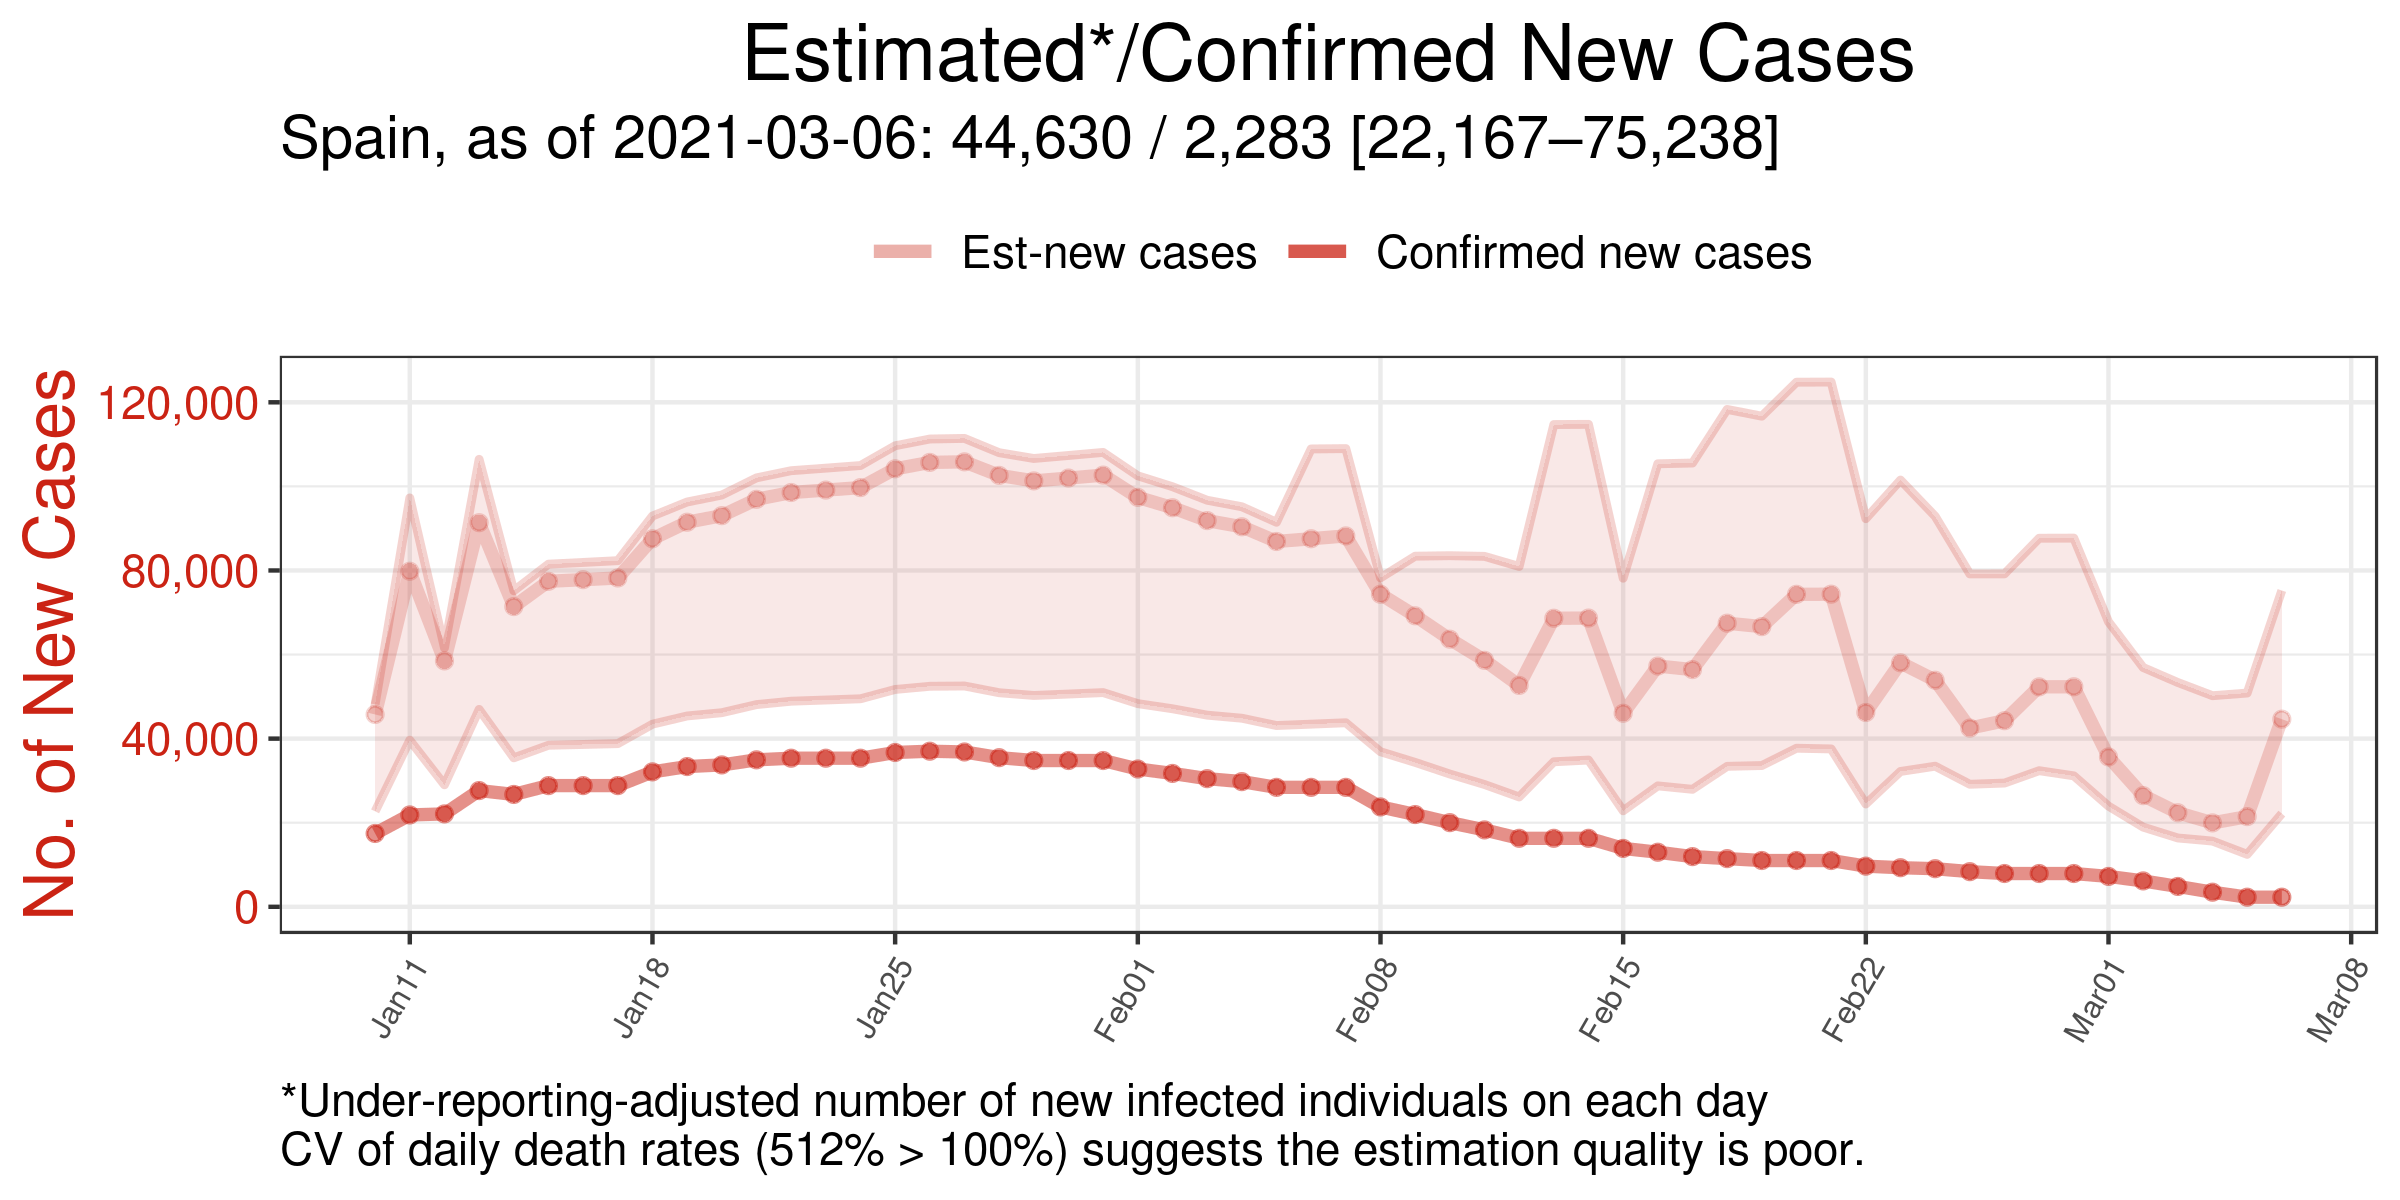 Estimated*/Confirmed New Cases
Spain, as of 2021-03-06: 44,630 / 2,283 [22,167–75,238]
Est-new cases
Confirmed new cases
No. of New Cases
120,000
80,000
40,000
0
Jan11
Jan18
Jan25
Feb01
Feb08
Feb15
Feb22
Mar01
Mar08
*Under-reporting-adjusted number of new infected individuals on each day
CV of daily death rates (512% > 100%) suggests the estimation quality is poor.